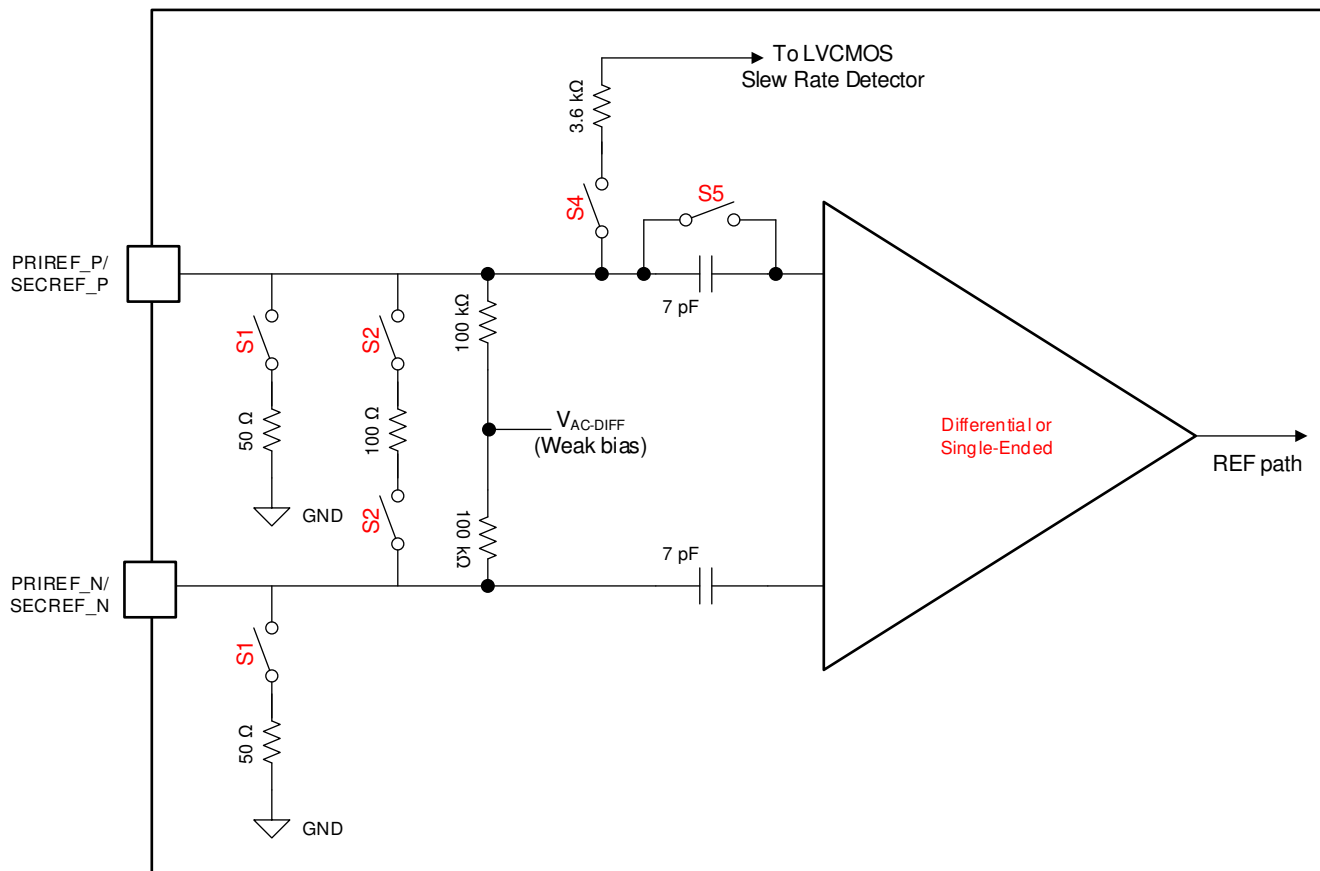 To LVCMOS
Slew Rate Detector
3.6 kΩ
S4
S5
PRIREF_P/
SECREF_P
7 pF
S1
S2
100 kΩ
50 Ω
100 Ω
VAC-DIFF
(Weak bias)
Differential or
Single-Ended
REF path
GND
S2
100 kΩ
7 pF
PRIREF_N/
SECREF_N
S1
50 Ω
GND